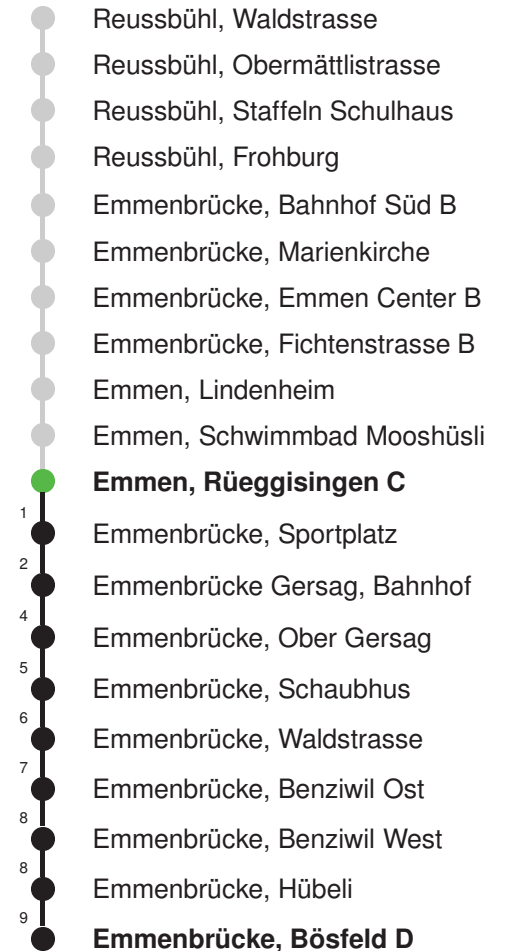 Reussbühl, Waldstrasse
Reussbühl, Obermättlistrasse
Reussbühl, Staffeln Schulhaus
Reussbühl, Frohburg
Emmenbrücke, Bahnhof Süd B
Emmenbrücke, Marienkirche
Emmenbrücke, Emmen Center B
Emmenbrücke, Fichtenstrasse B
Emmen, Lindenheim
Emmen, Schwimmbad Mooshüsli
Emmen, Rüeggisingen C
1 Emmenbrücke, Sportplatz
2 Emmenbrücke Gersag, Bahnhof
4 Emmenbrücke, Ober Gersag
5 Emmenbrücke, Schaubhus
6 Emmenbrücke, Waldstrasse
7 Emmenbrücke, Benziwil Ost
8 Emmenbrücke, Benziwil West
8 Emmenbrücke, Hübeli
9 Emmenbrücke, Bösfeld D